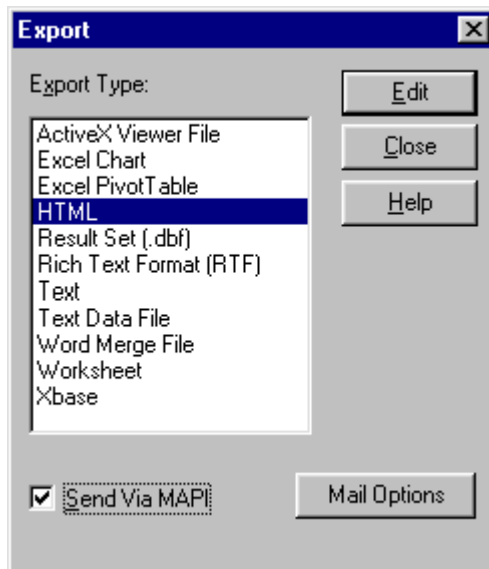 Export
Export Type:
Edit
Close
Help
ActiveX Viewer File
Excel Chart
Excel PivotTable
HTML
Result Set (.dbf)
Rich Text Format (RTF)
Text
Text Data File
Word Merge File
Worksheet
Xbase
Send Via MAPI
Mail Options